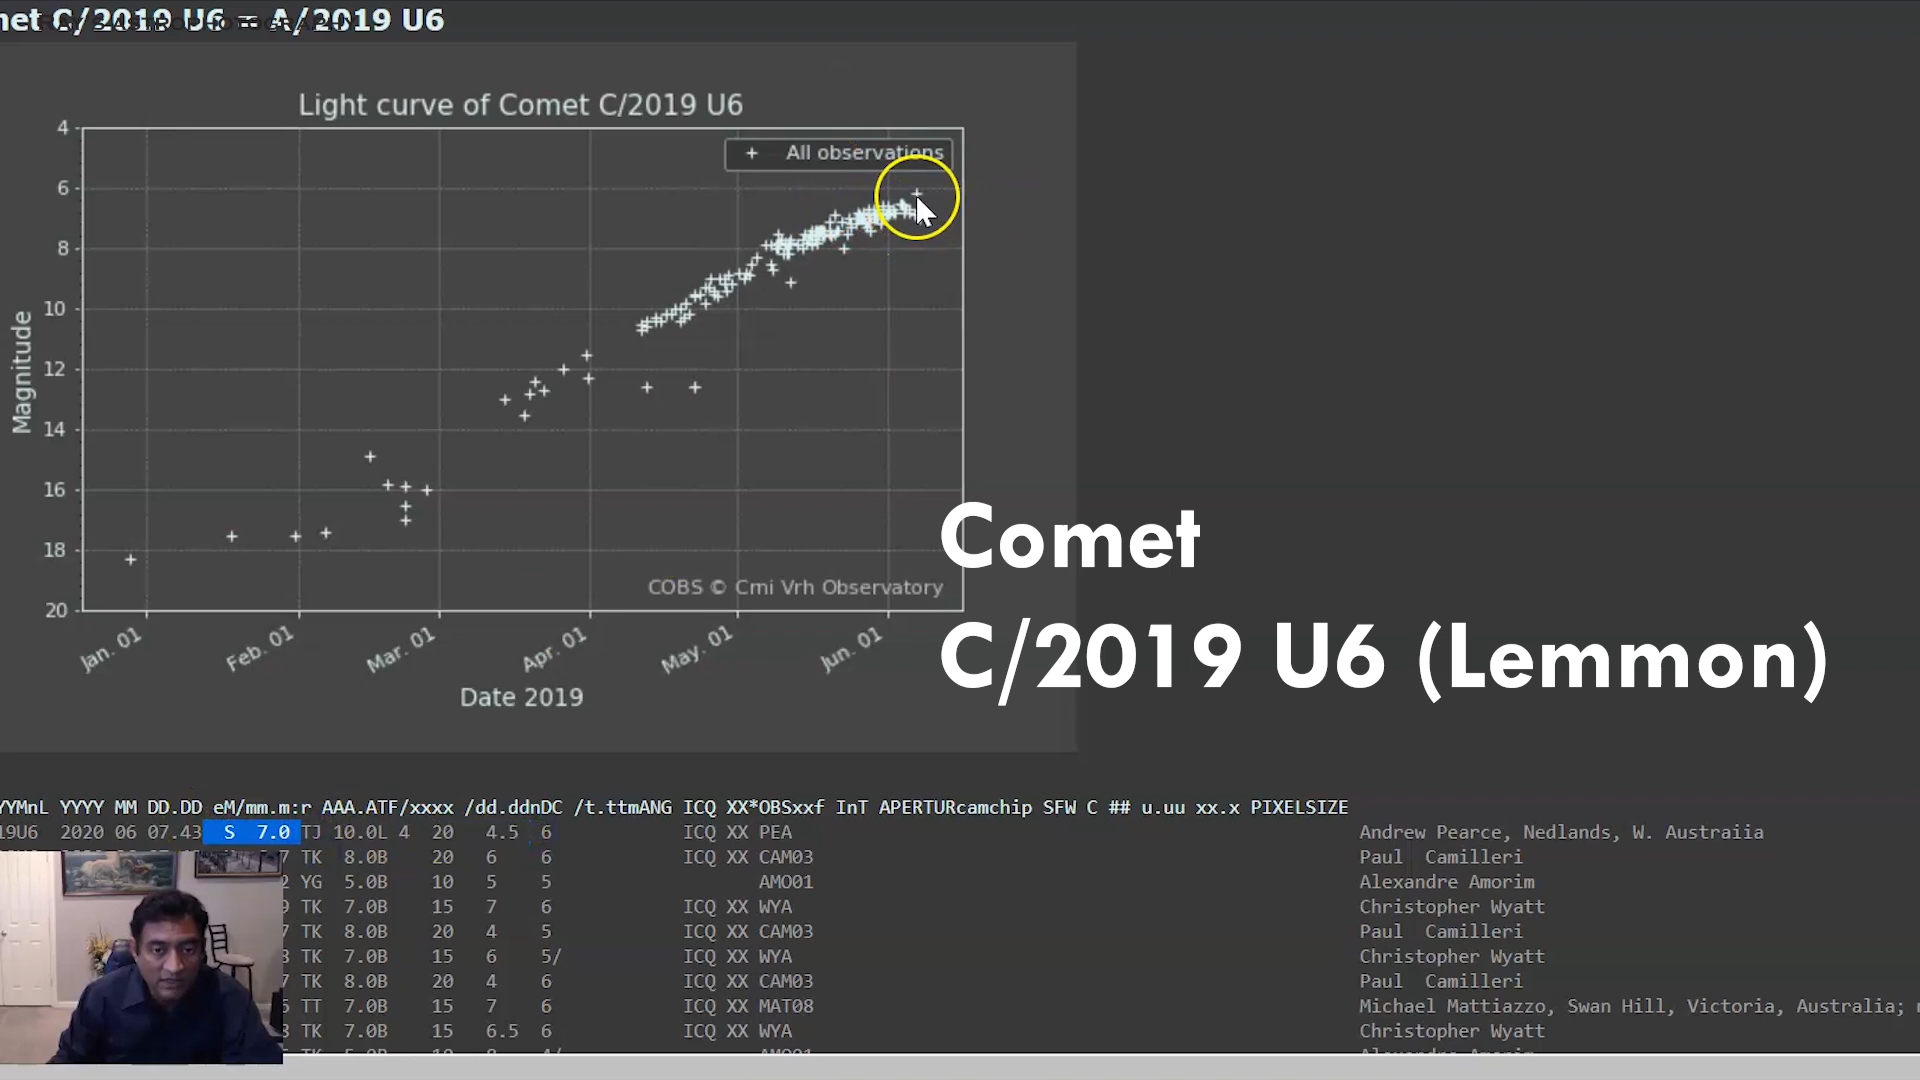 met C/2019 U6 = A/2019 U6
RAY'S ASTROPHOTOGRAPHY
Light curve of Comet C/2019 U6
All observations
4
6
8
10
12
14
16
18
20
Magnitude
COBS © Crni Vrh Observatory
Jan. 01
Feb. 01
Mar. 01
Apr. 01
May. 01
Jun. 01
Date 2019
Comet
C/2019 U6 (Lemmon)
YYMnL YYYY MM DD.DD eM/mm.m:r AAA.ATF/xxxx /dd.ddnDC /t.ttmANG ICQ XX*OBSxxf InT APERTURcamchip SFW C ## u.uu xx.x PIXELSIZE
19U6 2020 06 07.43 S 7.0 TJ 10.0L 4 20 4.5 6 ICQ XX PEA Andrew Pearce, Nedlands, W. Austraiia
7 TK 8.0B 20 6 6 ICQ XX CAM03 Paul Camilleri
2 YG 5.0B 10 5 5 AMO01 Alexandre Amorim
9 TK 7.0B 15 7 6 ICQ XX WYA Christopher Wyatt
7 TK 8.0B 20 4 5 ICQ XX CAM03 Paul Camilleri
8 TK 7.0B 15 6 5/ ICQ XX WYA Christopher Wyatt
7 TK 8.0B 20 4 6 ICQ XX CAM03 Paul Camilleri
6 TT 7.0B 15 7 6 ICQ XX MAT08 Michael Mattiazzo, Swan Hill, Victoria, Australia;
8 TK 7.0B 15 6.5 6 ICQ XX WYA Christopher Wyatt